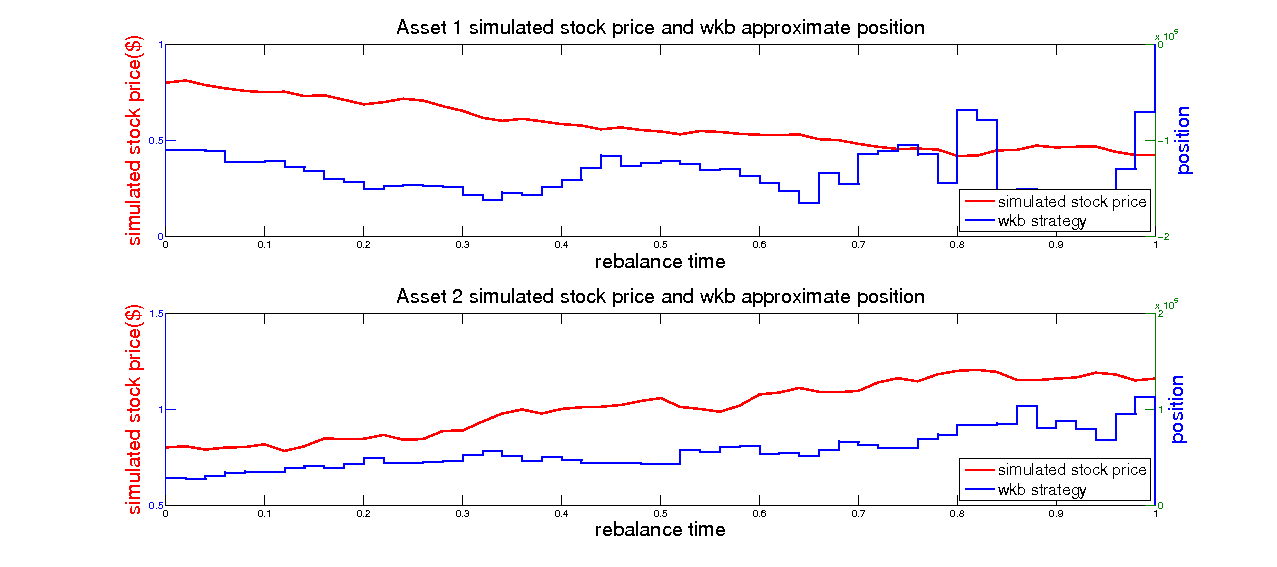 Asset 1 simulated stock price and wkb approximate position
x 10^5
1
0
simulated stock price($)
0.5
-1
position
simulated stock price
wkb strategy
0
-2
0 0.1 0.2 0.3 0.4 0.5 0.6 0.7 0.8 0.9 1
rebalance time
Asset 2 simulated stock price and wkb approximate position
x 10^5
1.5
2
simulated stock price($)
1
1
position
simulated stock price
wkb strategy
0.5
0
0 0.1 0.2 0.3 0.4 0.5 0.6 0.7 0.8 0.9 1
rebalance time